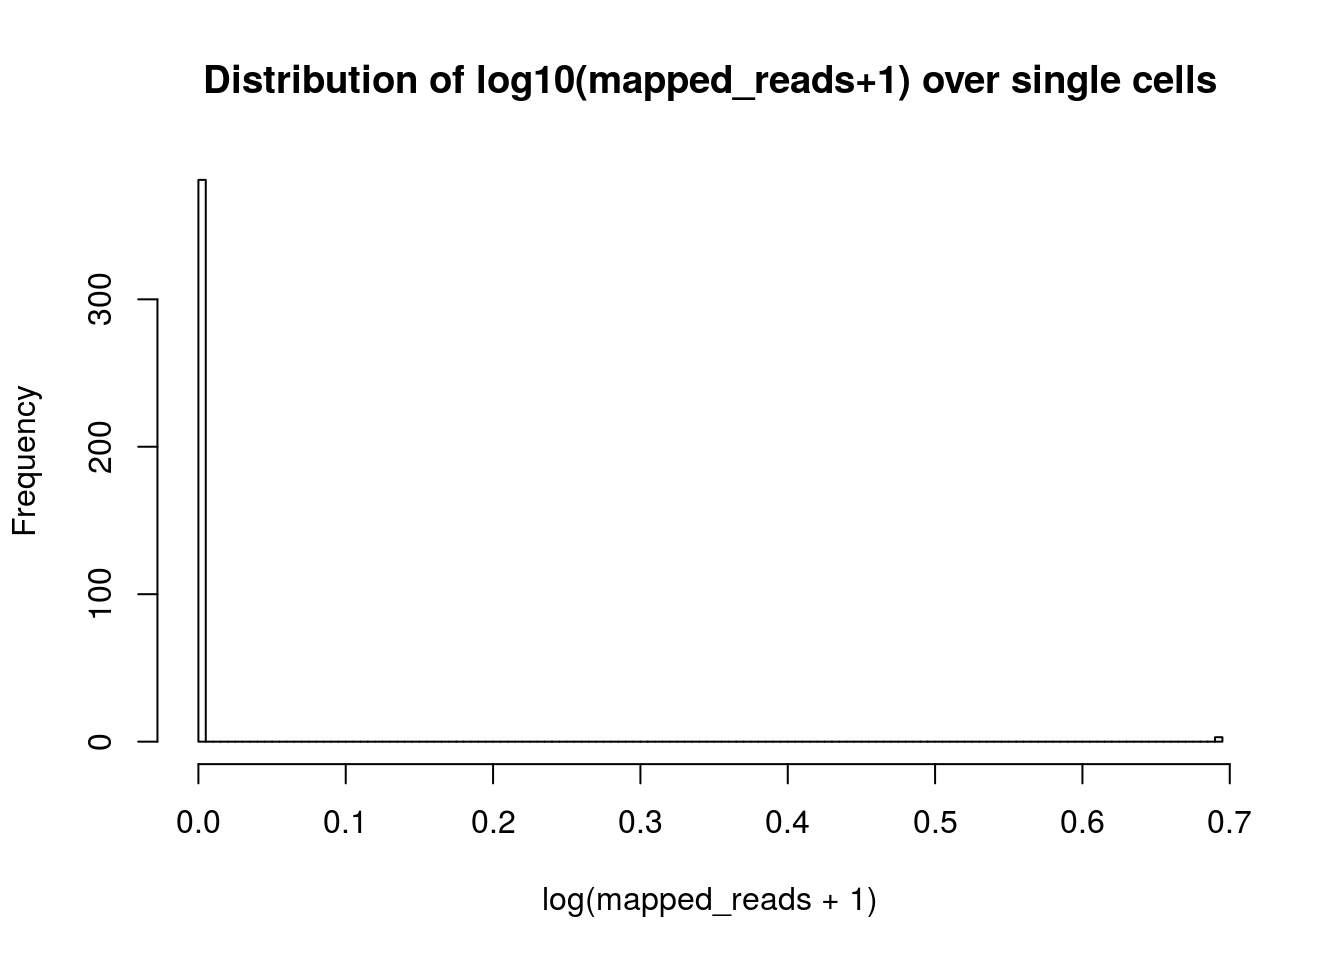 Distribution of log10(mapped_reads+1) over single cells
Frequency
300
200
100
0
0.0 0.1 0.2 0.3 0.4 0.5 0.6 0.7
log(mapped_reads + 1)